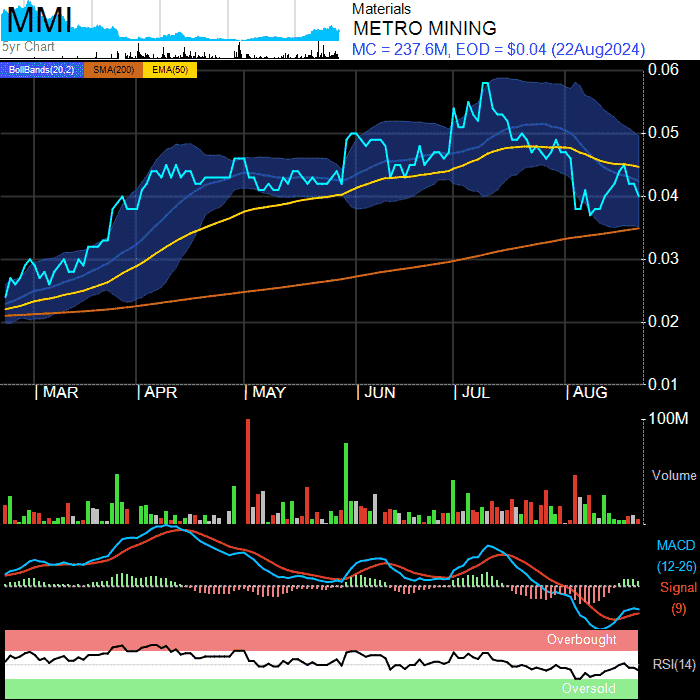 MMI
5yr Chart
Materials
METRO MINING
MC = 237.6M, EOD = $0.04 (22Aug2024)
BollBands(20,2) SMA(200) EMA(50)
0.06
0.05
0.04
0.03
0.02
0.01
| MAR | APR | MAY | JUN | JUL | AUG
100M
Volume
MACD
(12-26)
Signal
(9)
Overbought
RSI(14)
Oversold